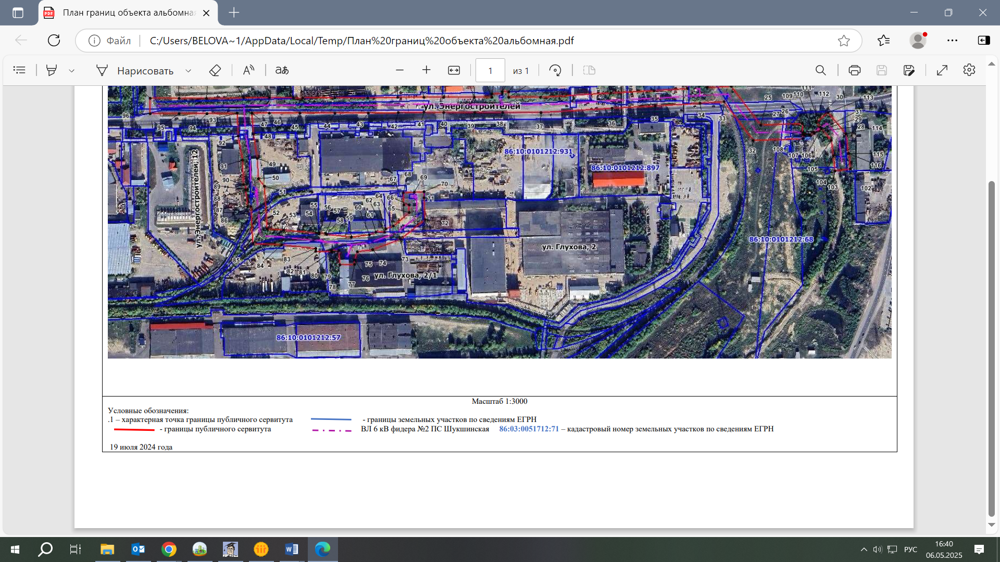 План границ объекта альбомная
Файл
C:/Users/BELOVA~1/AppData/Local/Temp/План%20границ%20объекта%20альбомная.pdf
Нарисовать
1
из 1
111 112 30 113
25 109 110
ул. Энергостроителей
96 95 94 93 47 46 45 44 43 42 41 40 39 38 37 36 35 34 33 27 26 31
29
28 114
48
92
ул. Энергостроителей, 12
86:10:0101212:931
32 108 107 106 115
91 49
86:10:0101212:897
116
105
90 50 67 68 69 70
89 51 104 103 102
88 64 66 71
87 52 53 54 55 56 57 60 62 63 65
61
86 58 59 72
86:10:0101212:68
ул. Глухова, 2
85 84 83 73
75 74
82 81 80 79 76
ул. Глухова, 2/1
78 77
86:10:0101212:57
Масштаб 1:3000
Условные обозначения:
.1 – характерная точка границы публичного сервитута - границы земельных участков по сведениям ЕГРН
- границы публичного сервитута ВЛ 6 кВ фидера №2 ПС Шукшинская 86:03:0051712:71 – кадастровый номер земельных участков по сведениям ЕГРН
19 июля 2024 года
РУС
16:40
06.05.2025